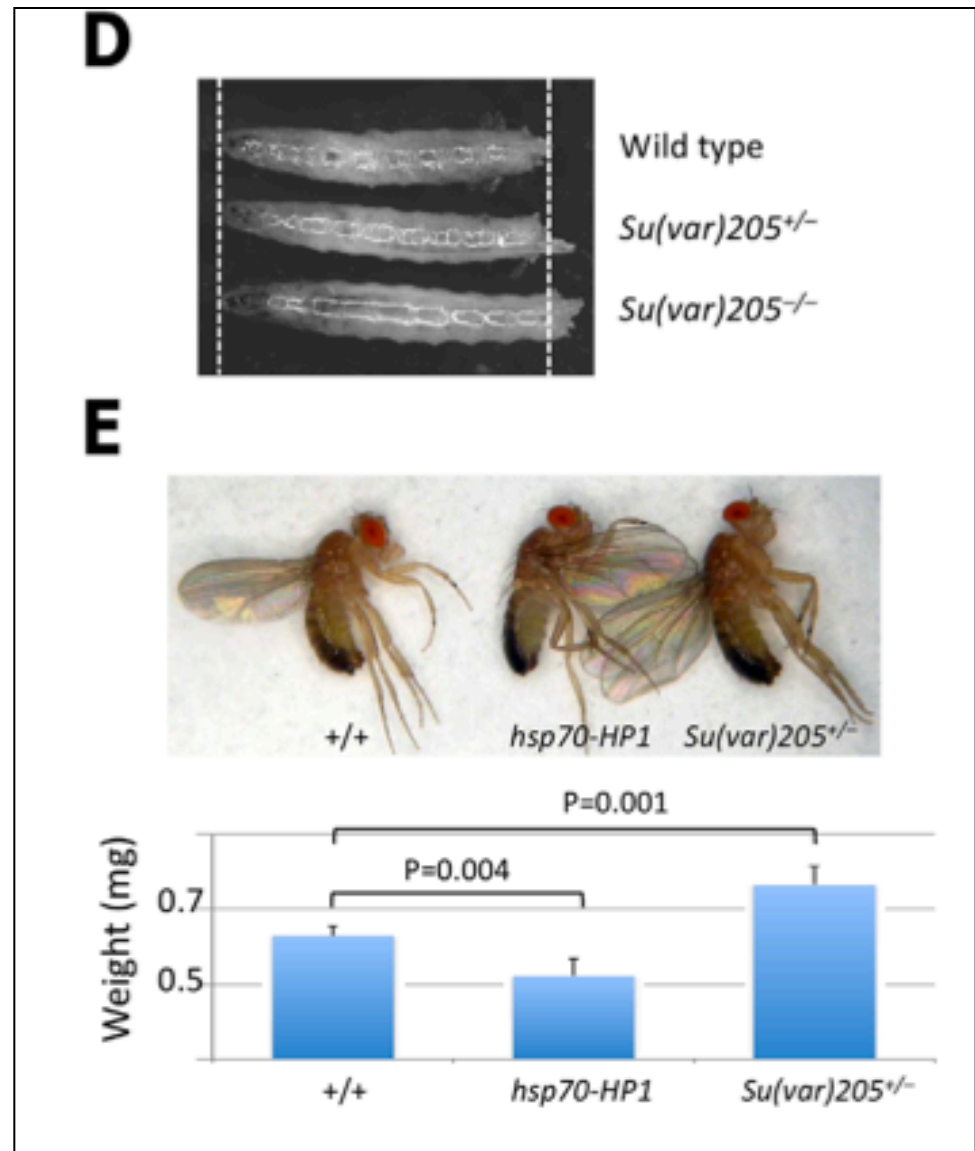 D
Wild type
Su(var)205⁺/⁻
Su(var)205⁻/⁻
E
+/+ hsp70-HP1 Su(var)205⁺/⁻
P=0.001
P=0.004
Weight (mg)
0.7
0.5
+/+ hsp70-HP1 Su(var)205⁺/⁻